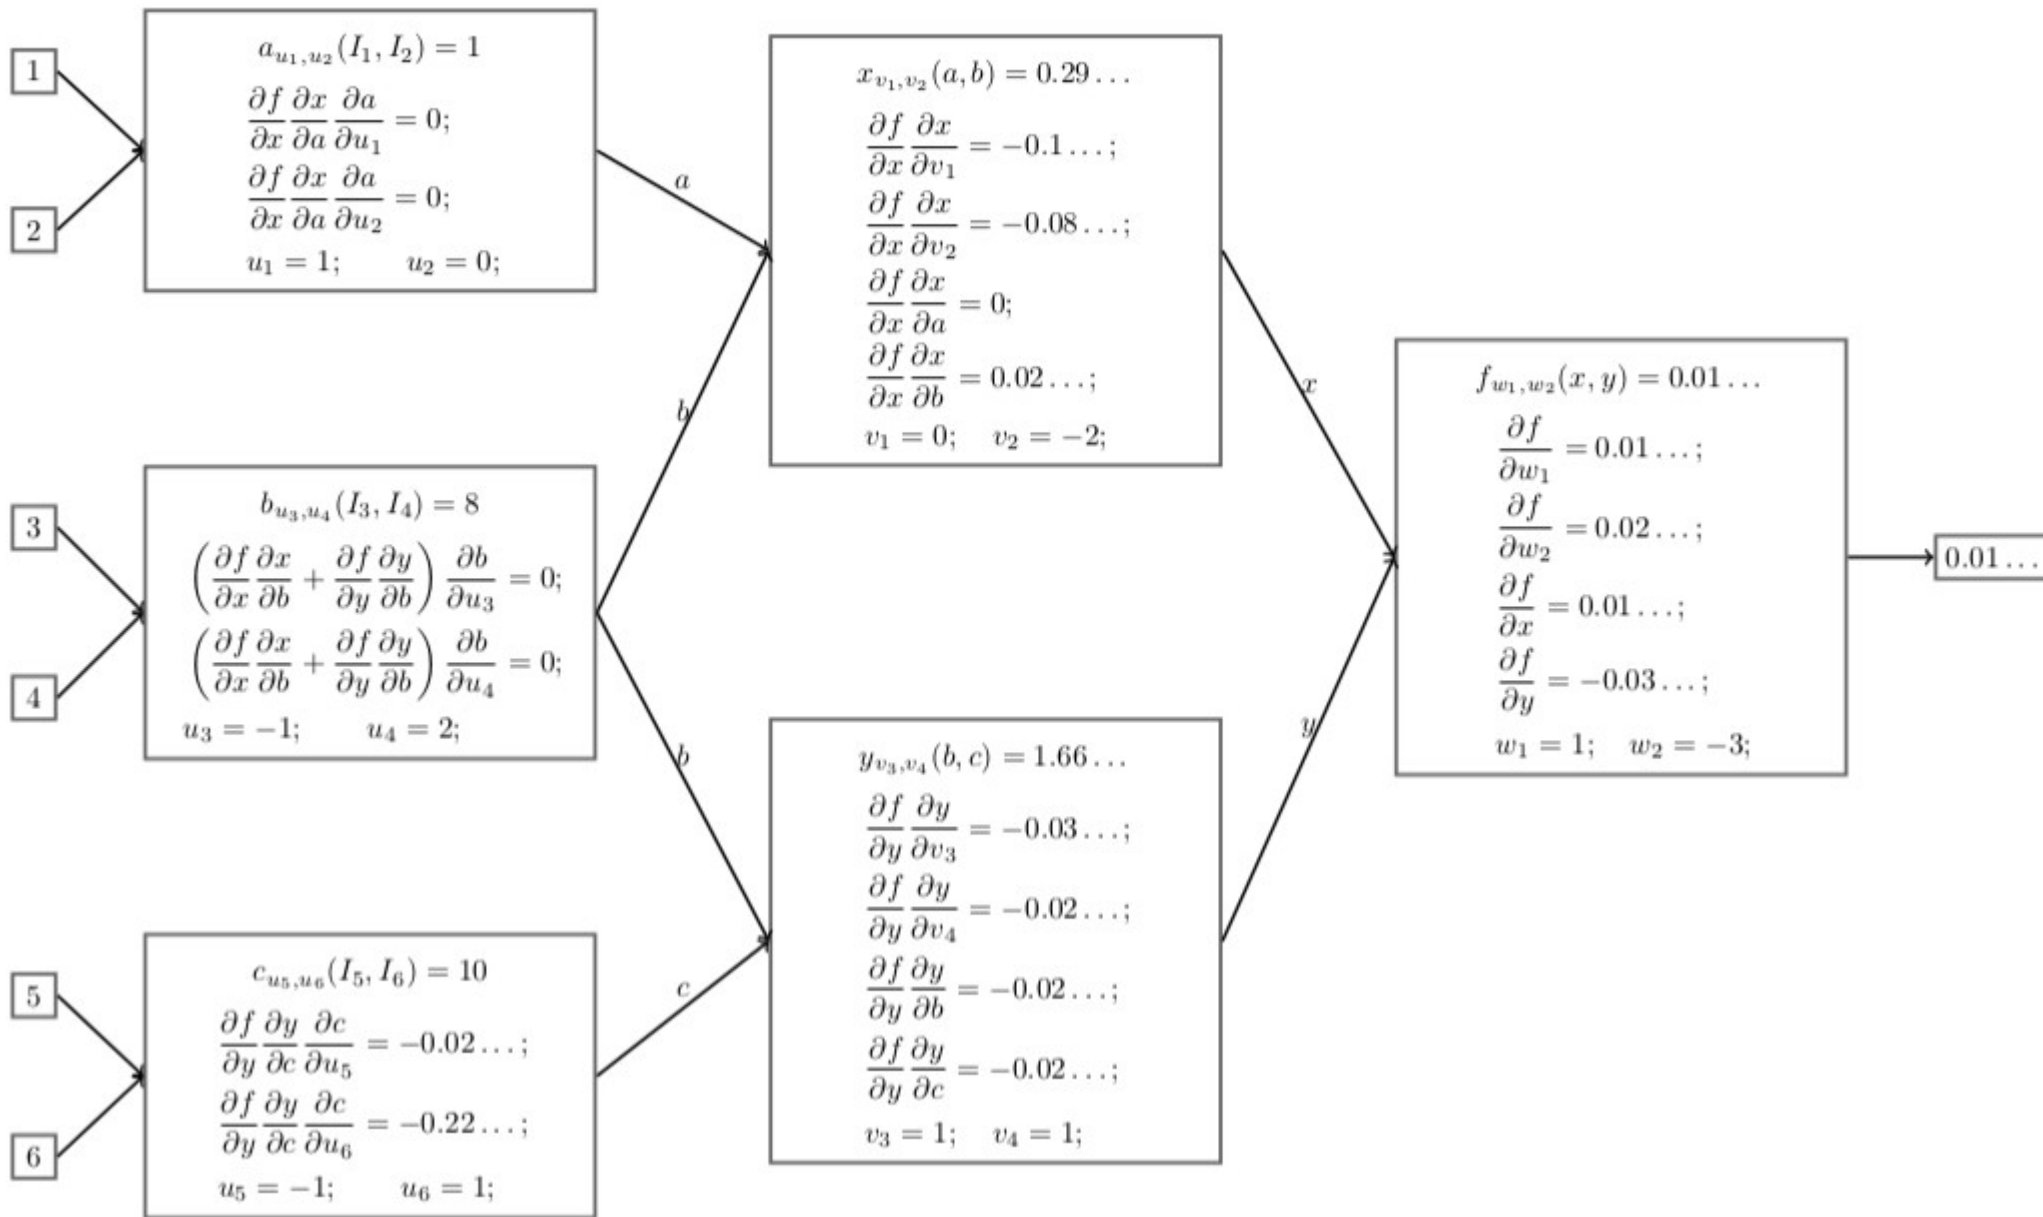 1
2
a_{u_1,u_2}(I_1, I_2) = 1
∂f/∂x ∂x/∂a ∂a/∂u_1 = 0;
∂f/∂x ∂x/∂a ∂a/∂u_2 = 0;
u_1 = 1; u_2 = 0;
3
4
b_{u_3,u_4}(I_3, I_4) = 8
(∂f/∂x ∂x/∂b + ∂f/∂y ∂y/∂b) ∂b/∂u_3 = 0;
(∂f/∂x ∂x/∂b + ∂f/∂y ∂y/∂b) ∂b/∂u_4 = 0;
u_3 = −1; u_4 = 2;
5
6
c_{u_5,u_6}(I_5, I_6) = 10
∂f/∂y ∂y/∂c ∂c/∂u_5 = −0.02…;
∂f/∂y ∂y/∂c ∂c/∂u_6 = −0.22…;
u_5 = −1; u_6 = 1;
a
b
b
c
x_{v_1,v_2}(a, b) = 0.29…
∂f/∂x ∂x/∂v_1 = −0.1…;
∂f/∂x ∂x/∂v_2 = −0.08…;
∂f/∂x ∂x/∂a = 0;
∂f/∂x ∂x/∂b = 0.02…;
v_1 = 0; v_2 = −2;
y_{v_3,v_4}(b, c) = 1.66…
∂f/∂y ∂y/∂v_3 = −0.03…;
∂f/∂y ∂y/∂v_4 = −0.02…;
∂f/∂y ∂y/∂b = −0.02…;
∂f/∂y ∂y/∂c = −0.02…;
v_3 = 1; v_4 = 1;
x
y
f_{w_1,w_2}(x, y) = 0.01…
∂f/∂w_1 = 0.01…;
∂f/∂w_2 = 0.02…;
∂f/∂x = 0.01…;
∂f/∂y = −0.03…;
w_1 = 1; w_2 = −3;
0.01…